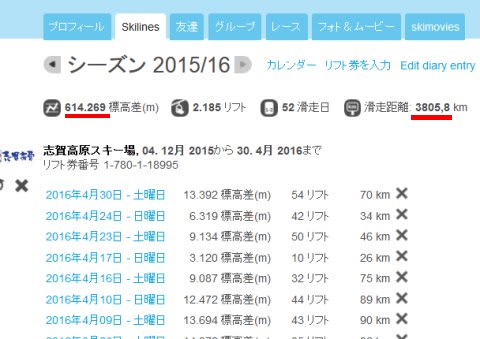 プロフィール Skilines 友達 グループ レース フォト & ムービー skimovies
シーズン 2015/16 カレンダー リフト券を入力 Edit diary entry
614.269 標高差(m) 2.185 リフト 52 滑走日 滑走距離: 3805,8 km
志賀高原 志賀高原スキー場, 04. 12月 2015から 30. 4月 2016まで
リフト券番号 1-780-1-18995
2016年4月30日 - 土曜日 13.392 標高差(m) 54 リフト 70 km
2016年4月24日 - 日曜日 6.319 標高差(m) 42 リフト 34 km
2016年4月23日 - 土曜日 9.134 標高差(m) 50 リフト 46 km
2016年4月17日 - 日曜日 3.120 標高差(m) 10 リフト 26 km
2016年4月16日 - 土曜日 9.087 標高差(m) 32 リフト 75 km
2016年4月10日 - 日曜日 12.472 標高差(m) 44 リフト 89 km
2016年4月09日 - 土曜日 13.694 標高差(m) 43 リフト 90 km